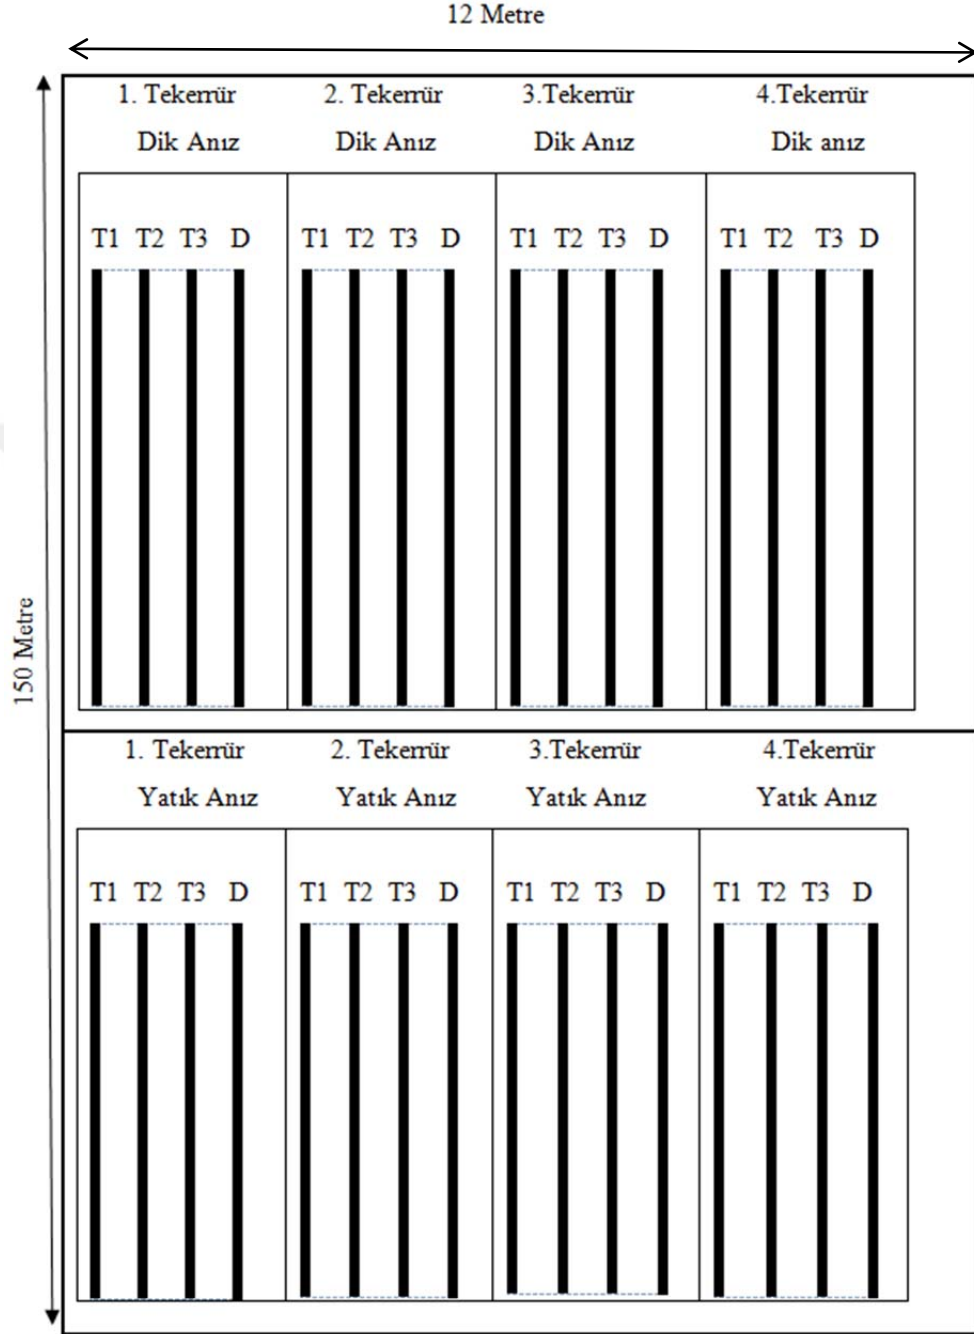 12 Metre
150 Metre
1. Tekerrür 2. Tekerrür 3.Tekerrür 4.Tekerrür
Dik Anız Dik Anız Dik Anız Dik anız
T1 T2 T3 D T1 T2 T3 D T1 T2 T3 D T1 T2 T3 D
1. Tekerrür 2. Tekerrür 3.Tekerrür 4.Tekerrür
Yatık Anız Yatık Anız Yatık Anız Yatık Anız
T1 T2 T3 D T1 T2 T3 D T1 T2 T3 D T1 T2 T3 D